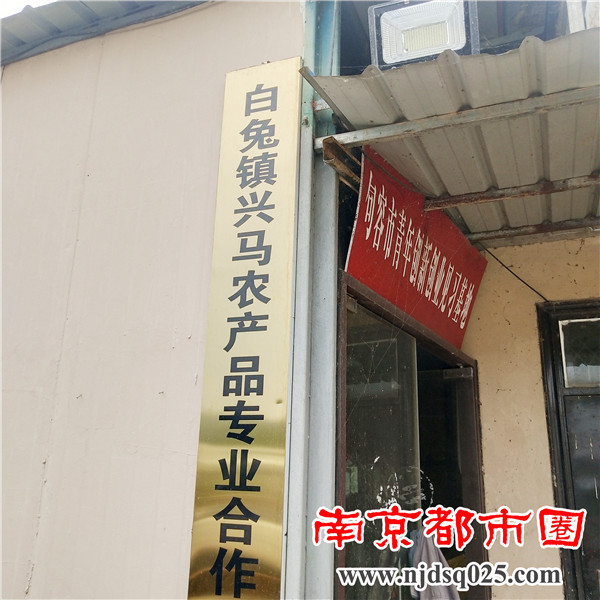 白兔镇兴马农产品专业合作
句容市青年创新创业见习基地
南京都市圈
www.njdsq025.com